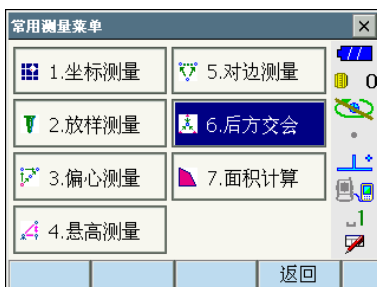 常用测量菜单
1.坐标测量
5.对边测量
0
2.放样测量
6.后方交会
3.偏心测量
7.面积计算
4.悬高测量
1
返回